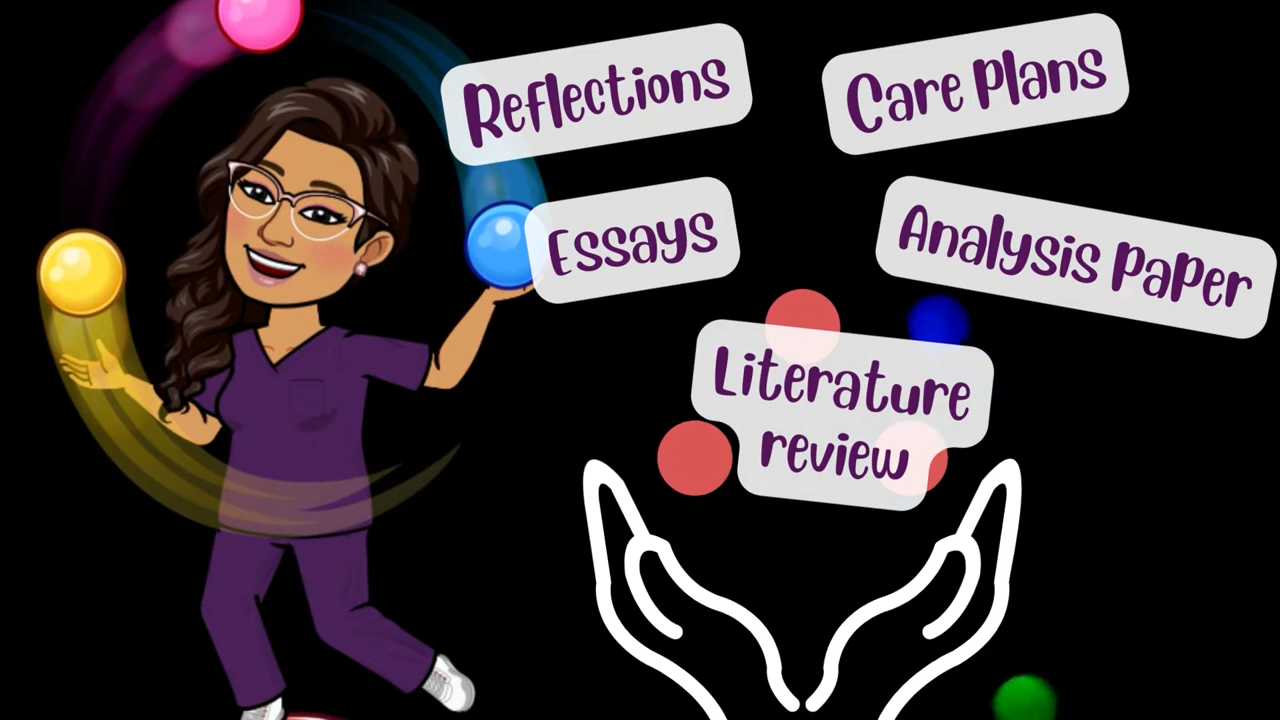 Reflections
Care Plans
Essays
Analysis Paper
Literature
review